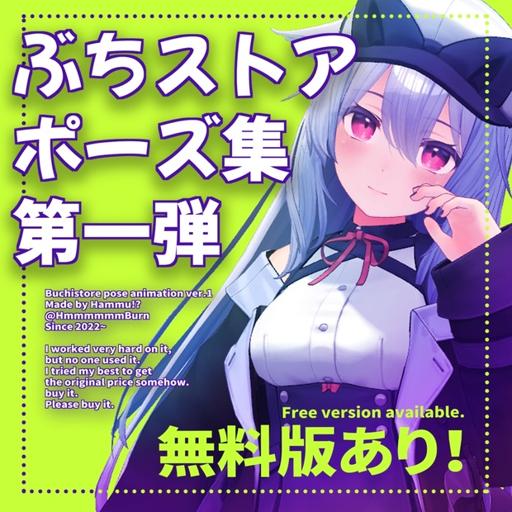 ぶちストア
ポーズ集
第一弾
Buchistore pose animation ver.1
Made by Hammu!?
@HmmmmmmBurn
Since 2022~
I worked very hard on it,
but no one used it.
I tried my best to get
the original price somehow.
buy it.
Please buy it.
Free version available.
無料版あり!